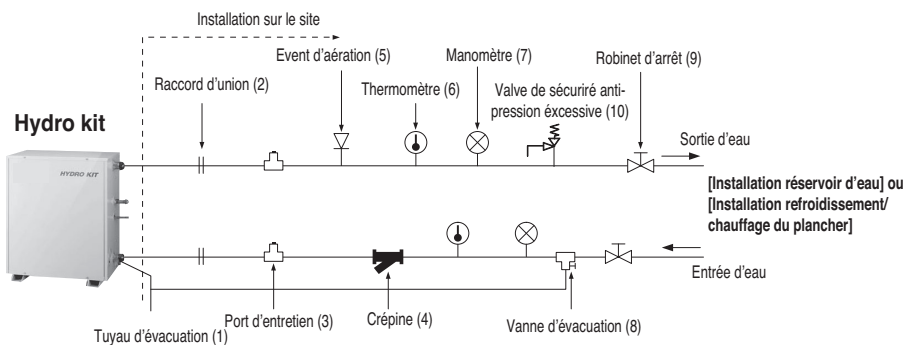 Installation sur le site
Event d'aération (5)
Manomètre (7)
Robinet d'arrêt (9)
Raccord d'union (2)
Thermomètre (6)
Valve de sécuriré anti-
pression éxcessive (10)
Hydro kit
HYDRO KIT
Sortie d'eau
[Installation réservoir d'eau] ou
[Installation refroidissement/
chauffage du plancher]
Entrée d'eau
Port d'entretien (3)
Crépine (4)
Vanne d'évacuation (8)
Tuyau d'évacuation (1)